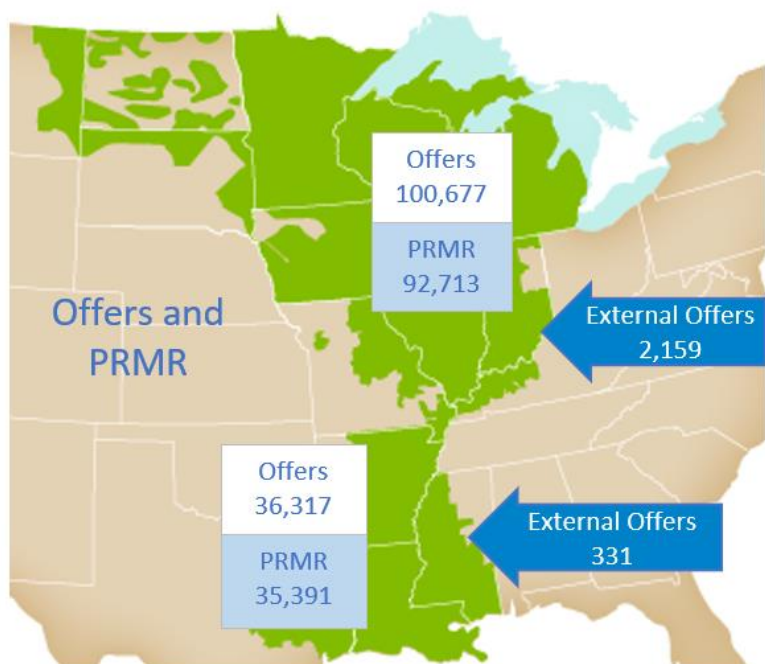 Offers
100,677
PRMR
92,713
Offers and
PRMR
External Offers
2,159
Offers
36,317
PRMR
35,391
External Offers
331